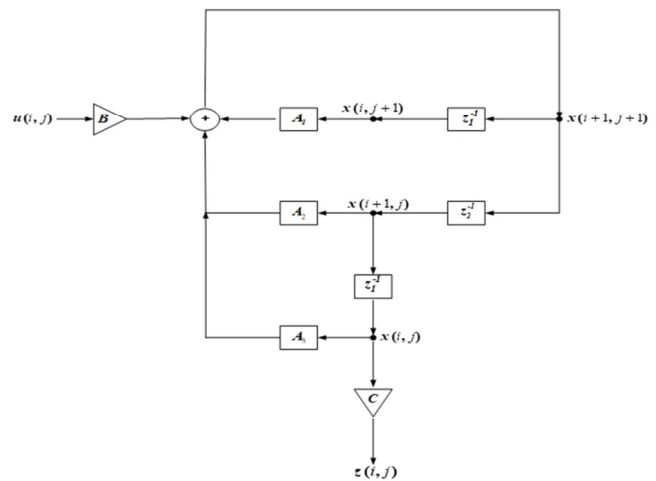 x(i, j+1)
u(i, j) B + A₁ z₁⁻¹ x(i+1, j+1)
x(i+1, j)
A₂ z₂⁻¹
z₁⁻¹
A₃ x(i, j)
C
z(i, j)